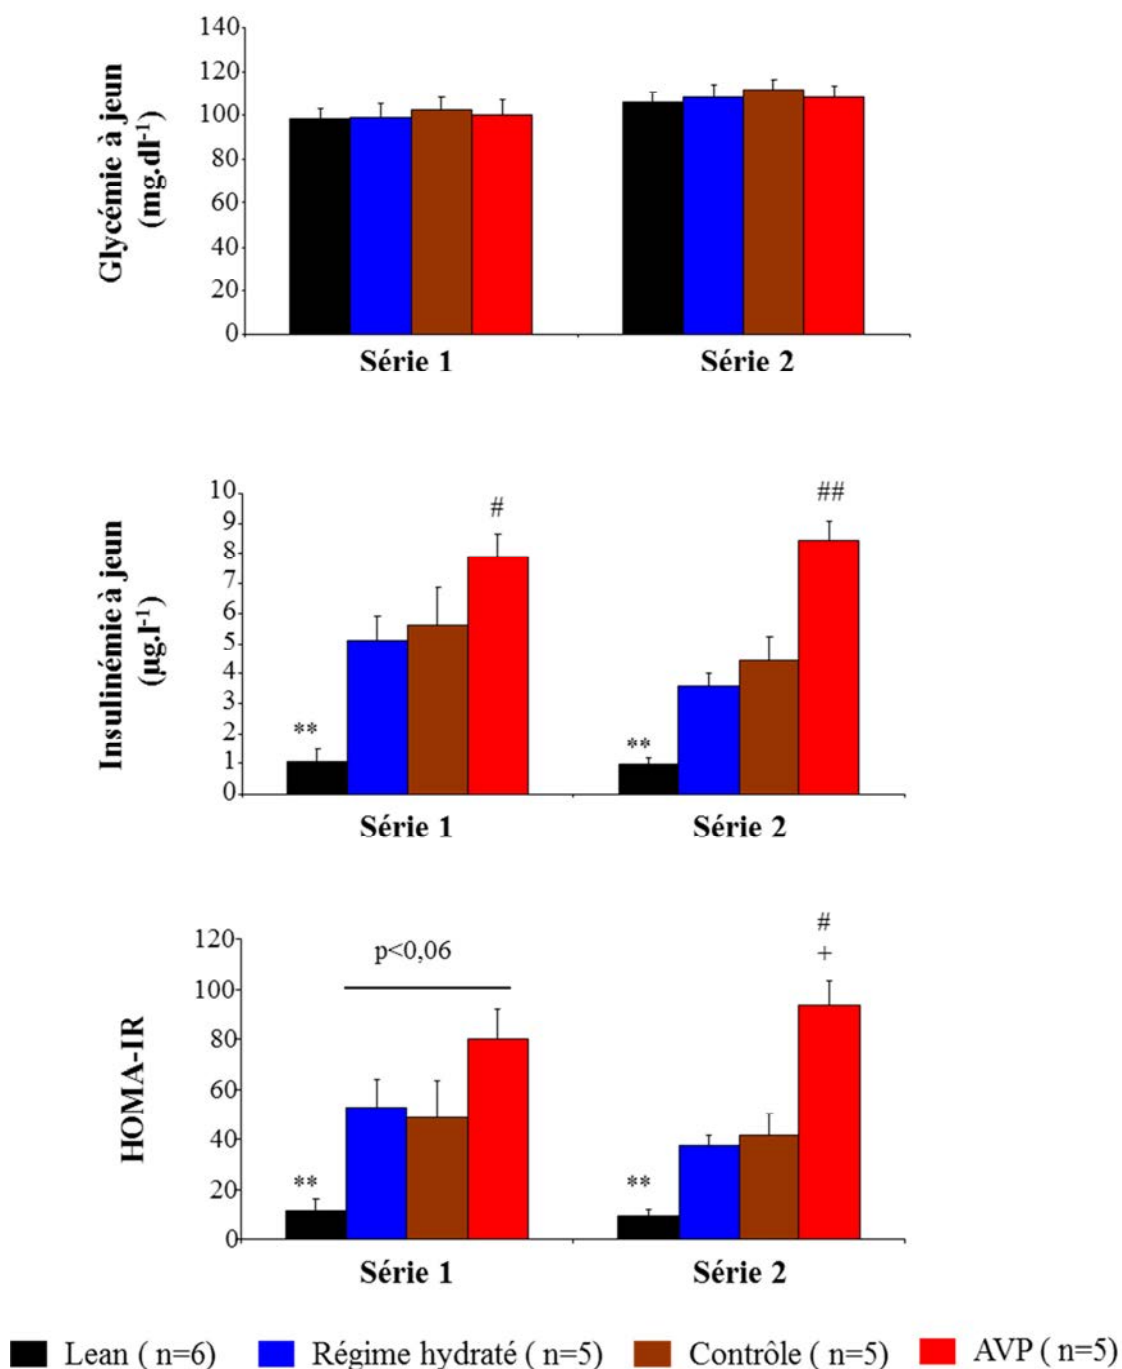 140
120
100
80
60
40
20
0
Glycémie à jeun
(mg.dl⁻¹)
Série 1 Série 2
10
9
8
7
6
5
4
3
2
1
0
Insulinémie à jeun
(µg.l⁻¹)
** # ** ##
Série 1 Série 2
120
100
80
60
40
20
0
HOMA-IR
p<0,06
** ** #
+
Série 1 Série 2
Lean ( n=6) Régime hydraté ( n=5) Contrôle ( n=5) AVP ( n=5)